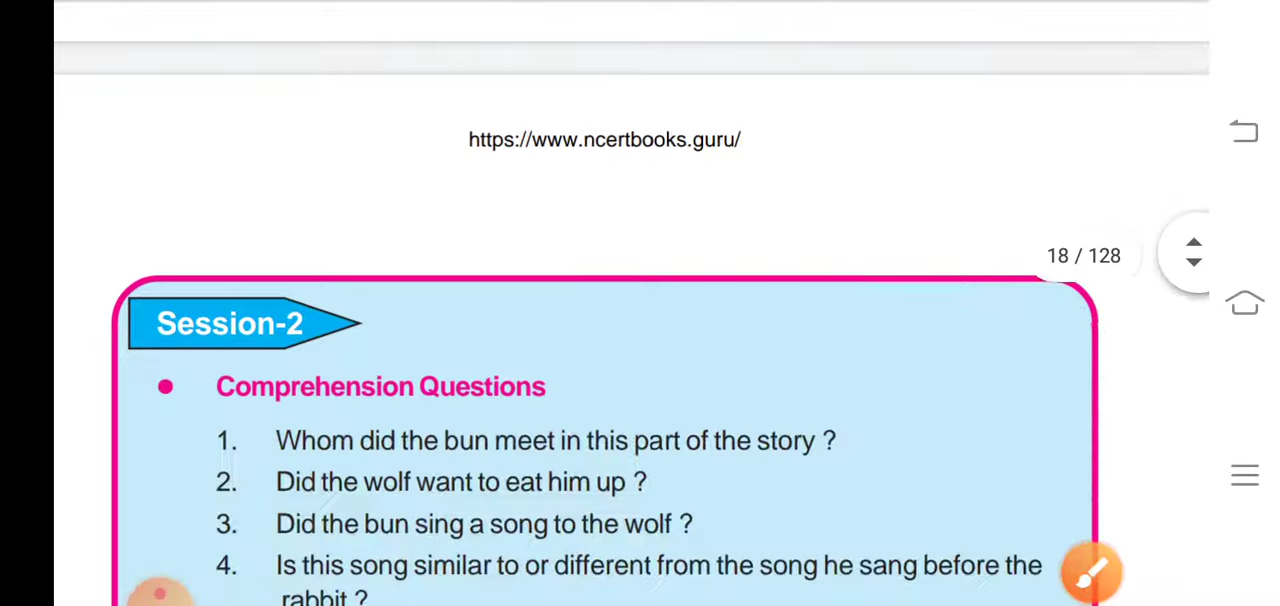 https://www.ncertbooks.guru/
18 / 128
Session-2
Comprehension Questions
1. Whom did the bun meet in this part of the story ?
2. Did the wolf want to eat him up ?
3. Did the bun sing a song to the wolf ?
4. Is this song similar to or different from the song he sang before the
rabbit ?